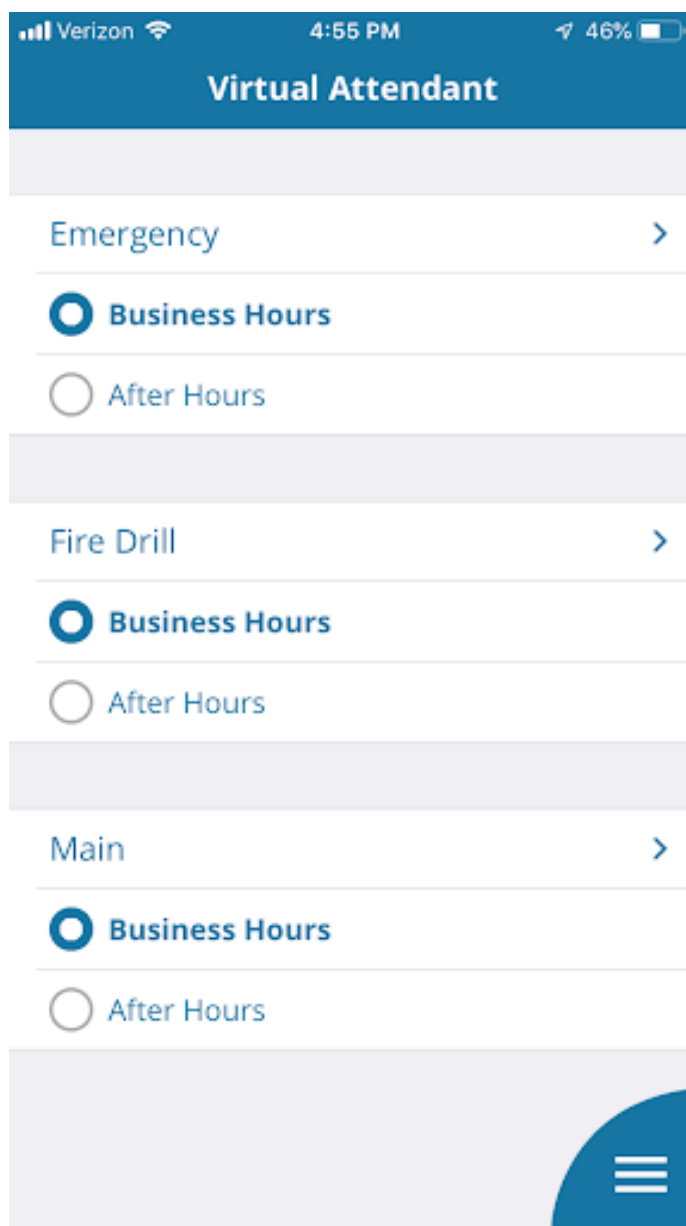 Verizon 4:55 PM 46%
Virtual Attendant
Emergency
Business Hours
After Hours
Fire Drill
Business Hours
After Hours
Main
Business Hours
After Hours